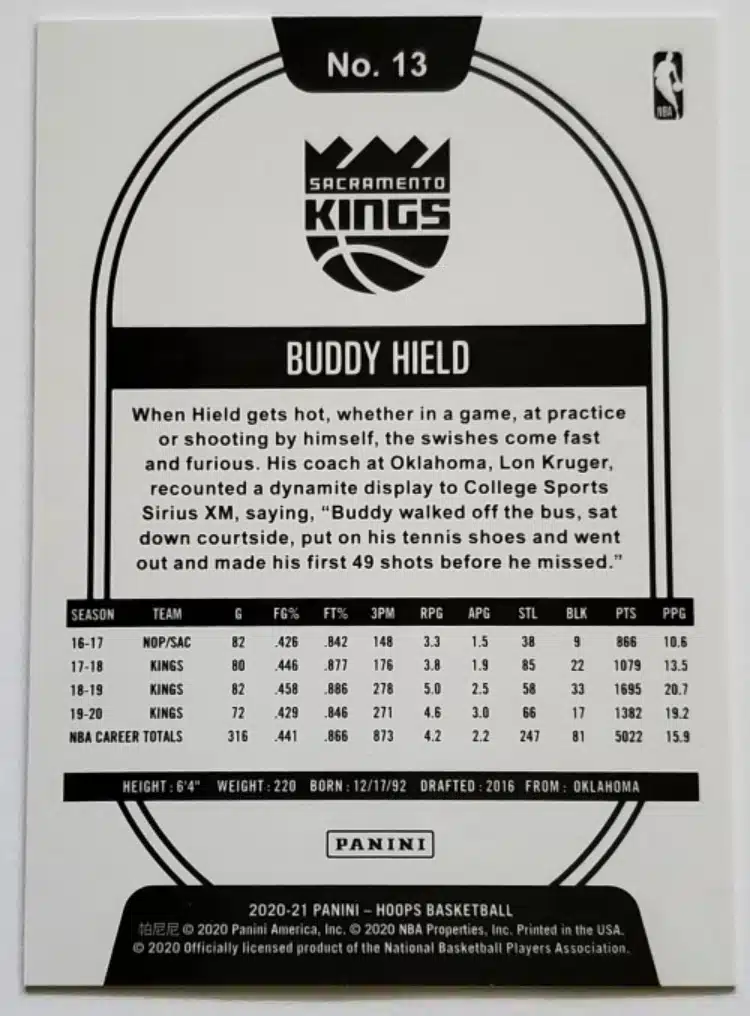 No. 13
NBA
SACRAMENTO
KINGS
BUDDY HIELD
When Hield gets hot, whether in a game, at practice
or shooting by himself, the swishes come fast
and furious. His coach at Oklahoma, Lon Kruger,
recounted a dynamite display to College Sports
Sirius XM, saying, “Buddy walked off the bus, sat
down courtside, put on his tennis shoes and went
out and made his first 49 shots before he missed.”
SEASON TEAM G FG% FT% 3PM RPG APG STL BLK PTS PPG
16-17 NOP/SAC 82 .426 .842 148 3.3 1.5 38 9 866 10.6
17-18 KINGS 80 .446 .877 176 3.8 1.9 85 22 1079 13.5
18-19 KINGS 82 .458 .886 278 5.0 2.5 58 33 1695 20.7
19-20 KINGS 72 .429 .846 271 4.6 3.0 66 17 1382 19.2
NBA CAREER TOTALS 316 .441 .866 873 4.2 2.2 247 81 5022 15.9
HEIGHT: 6'4" WEIGHT: 220 BORN: 12/17/92 DRAFTED: 2016 FROM: OKLAHOMA
PANINI
2020-21 PANINI – HOOPS BASKETBALL
帕尼尼 © 2020 Panini America, Inc. © 2020 NBA Properties, Inc. Printed in the USA.
© 2020 Officially licensed product of the National Basketball Players Association.